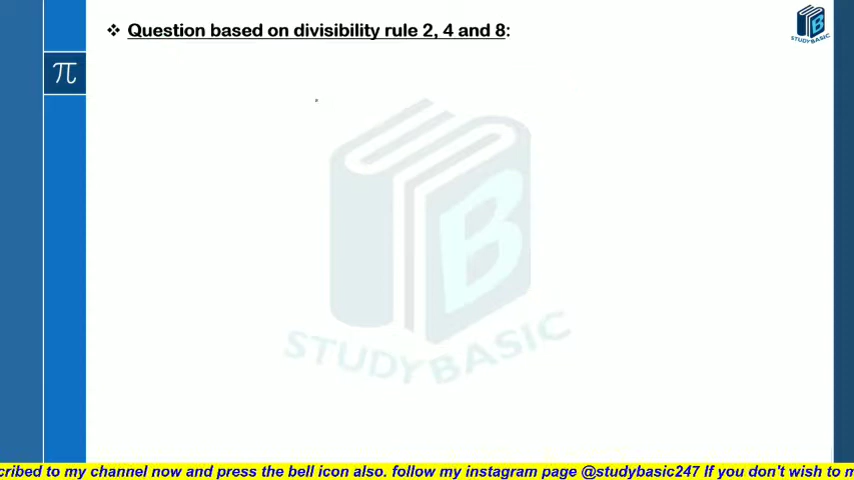 ❖ Question based on divisibility rule 2, 4 and 8:
B
STUDYBASIC
π
B
STUDYBASIC
cribed to my channel now and press the bell icon also. follow my instagram page @studybasic247 If you don't wish to m